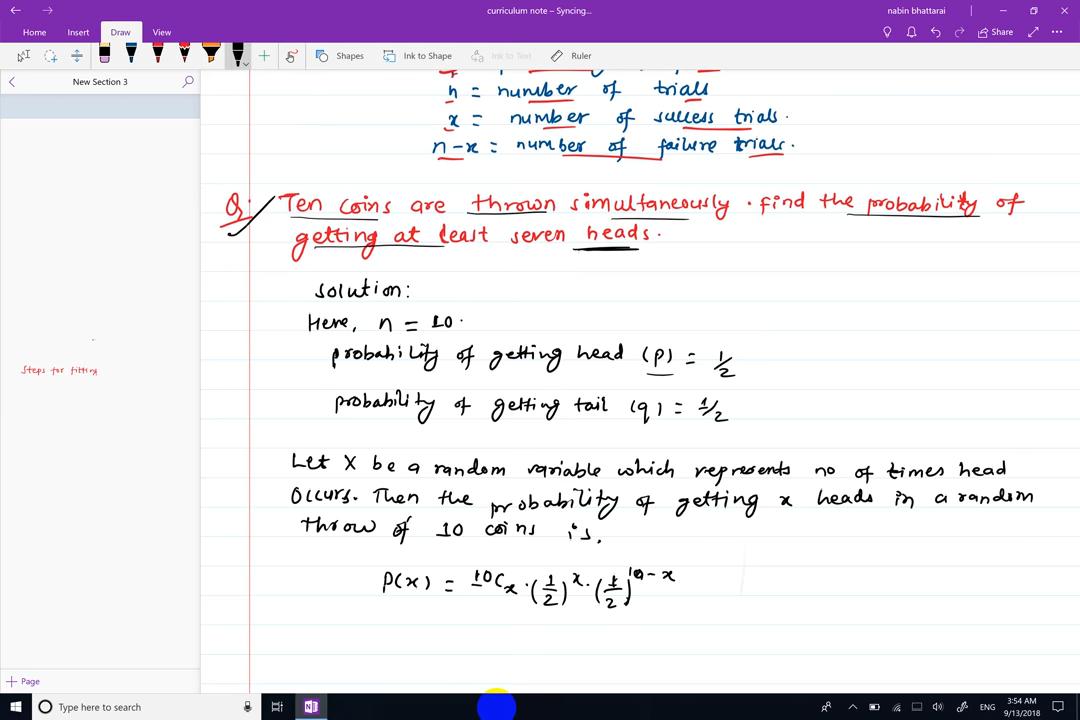 curriculum note - Syncing...
nabin bhattarai
Home Insert Draw View
Share
Shapes Ink to Shape Ink to Text Ruler
New Section 3
n = number of trials
x = number of success trials.
n-x = number of failure trials.
Q. Ten coins are thrown simultaneously. find the probability of
getting at least seven heads.
Solution:
Here, n = 10.
probability of getting head (p) = 1/2
probability of getting tail (q) = 1/2
Steps for fitting
Let X be a random variable which represents no of times head
occurs. Then the probability of getting x heads in a random
throw of 10 coins is,
P(x) = 10Cx · (1/2)^x · (1/2)^10-x
+ Page
Type here to search
ENG
3:54 AM
9/13/2018